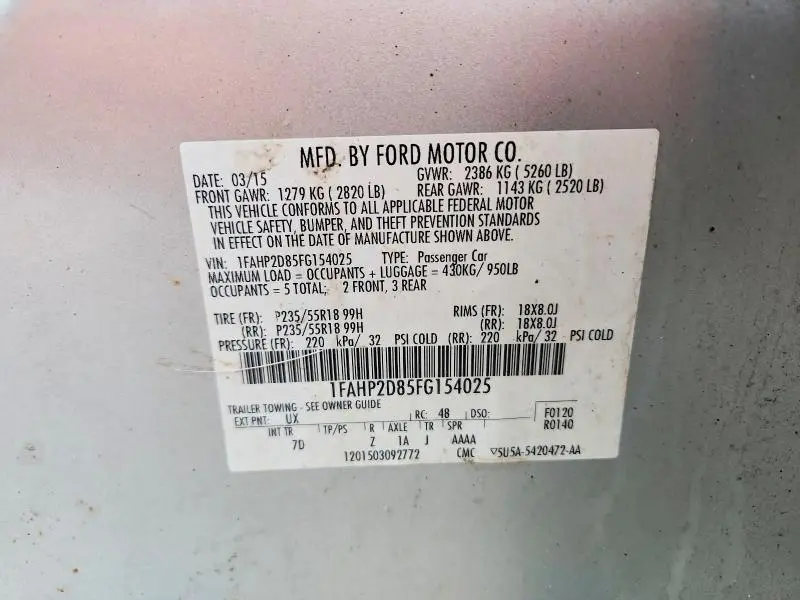 MFD. BY FORD MOTOR CO.
DATE: 03/15 GVWR: 2386 KG ( 5260 LB)
FRONT GAWR: 1279 KG ( 2820 LB) REAR GAWR: 1143 KG ( 2520 LB)
THIS VEHICLE CONFORMS TO ALL APPLICABLE FEDERAL MOTOR
VEHICLE SAFETY, BUMPER, AND THEFT PREVENTION STANDARDS
IN EFFECT ON THE DATE OF MANUFACTURE SHOWN ABOVE.
VIN: 1FAHP2D85FG154025 TYPE: Passenger Car
MAXIMUM LOAD = OCCUPANTS + LUGGAGE = 430KG/ 950LB
OCCUPANTS = 5 TOTAL; 2 FRONT, 3 REAR
TIRE (FR): P235/55R18 99H RIMS (FR): 18X8.0J
(RR): P235/55R18 99H (RR): 18X8.0J
PRESSURE (FR): 220 kPa/ 32 PSI COLD (RR): 220 kPa/ 32 PSI COLD
1FAHP2D85FG154025
TRAILER TOWING - SEE OWNER GUIDE
EXT PNT: UX RC: 48 DSO: F0120
INT TR TP/PS R AXLE TR SPR R0140
7D Z 1A J AAAA
1201503092772 CMC ▽5U5A-5420472-AA